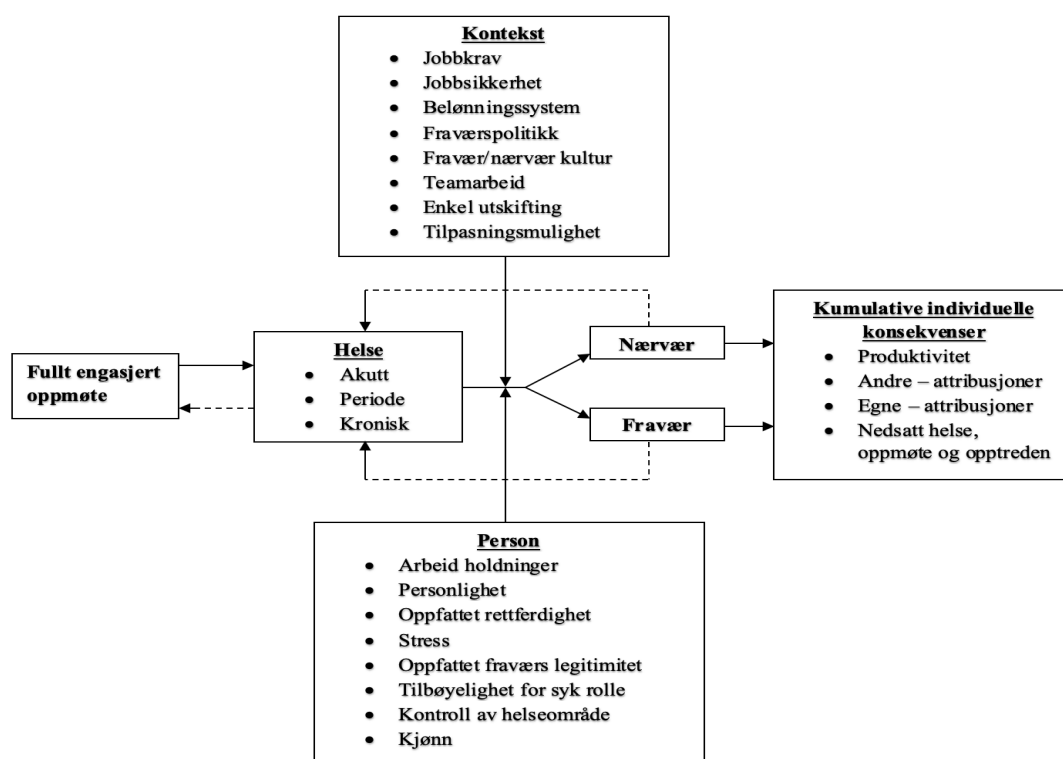 Kontekst
Jobbkrav
Jobbsikkerhet
Belønningssystem
Fraværspolitikk
Fravær/nærvær kultur
Teamarbeid
Enkel utskifting
Tilpasningsmulighet
Fullt engasjert
oppmøte
Helse
Akutt
Periode
Kronisk
Nærvær
Fravær
Kumulative individuelle
konsekvenser
Produktivitet
Andre – attribusjoner
Egne – attribusjoner
Nedsatt helse,
oppmøte og opptreden
Person
Arbeid holdninger
Personlighet
Oppfattet rettferdighet
Stress
Oppfattet fraværs legitimitet
Tilbøyelighet for syk rolle
Kontroll av helseområde
Kjønn